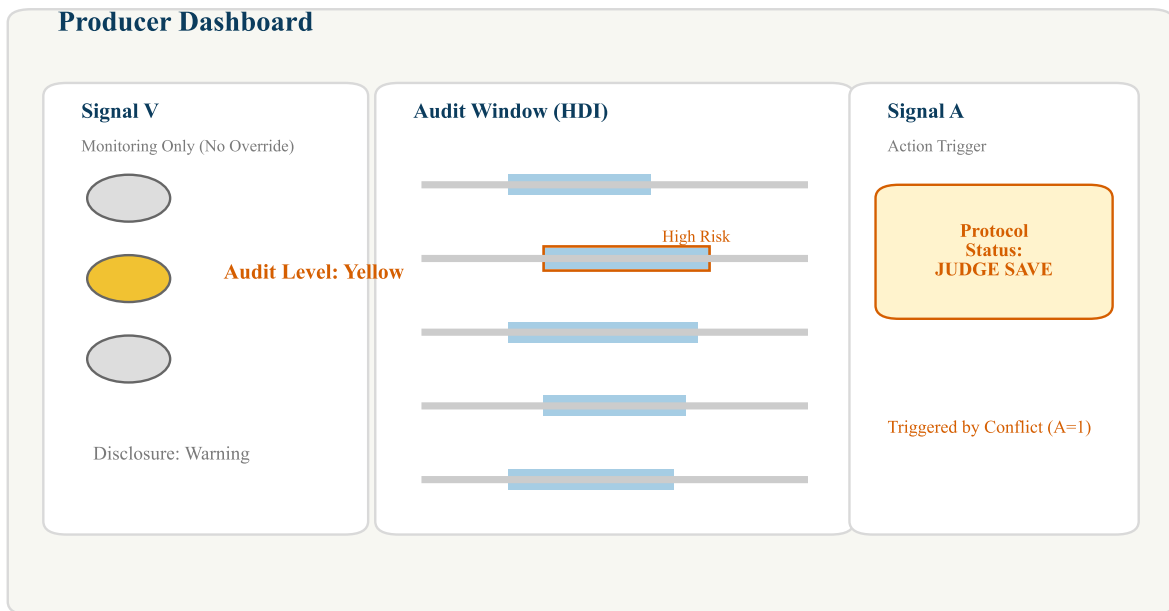 Producer Dashboard
Signal V
Monitoring Only (No Override)
Audit Level: Yellow
Disclosure: Warning
Audit Window (HDI)
High Risk
Signal A
Action Trigger
Protocol
Status:
JUDGE SAVE
Triggered by Conflict (A=1)